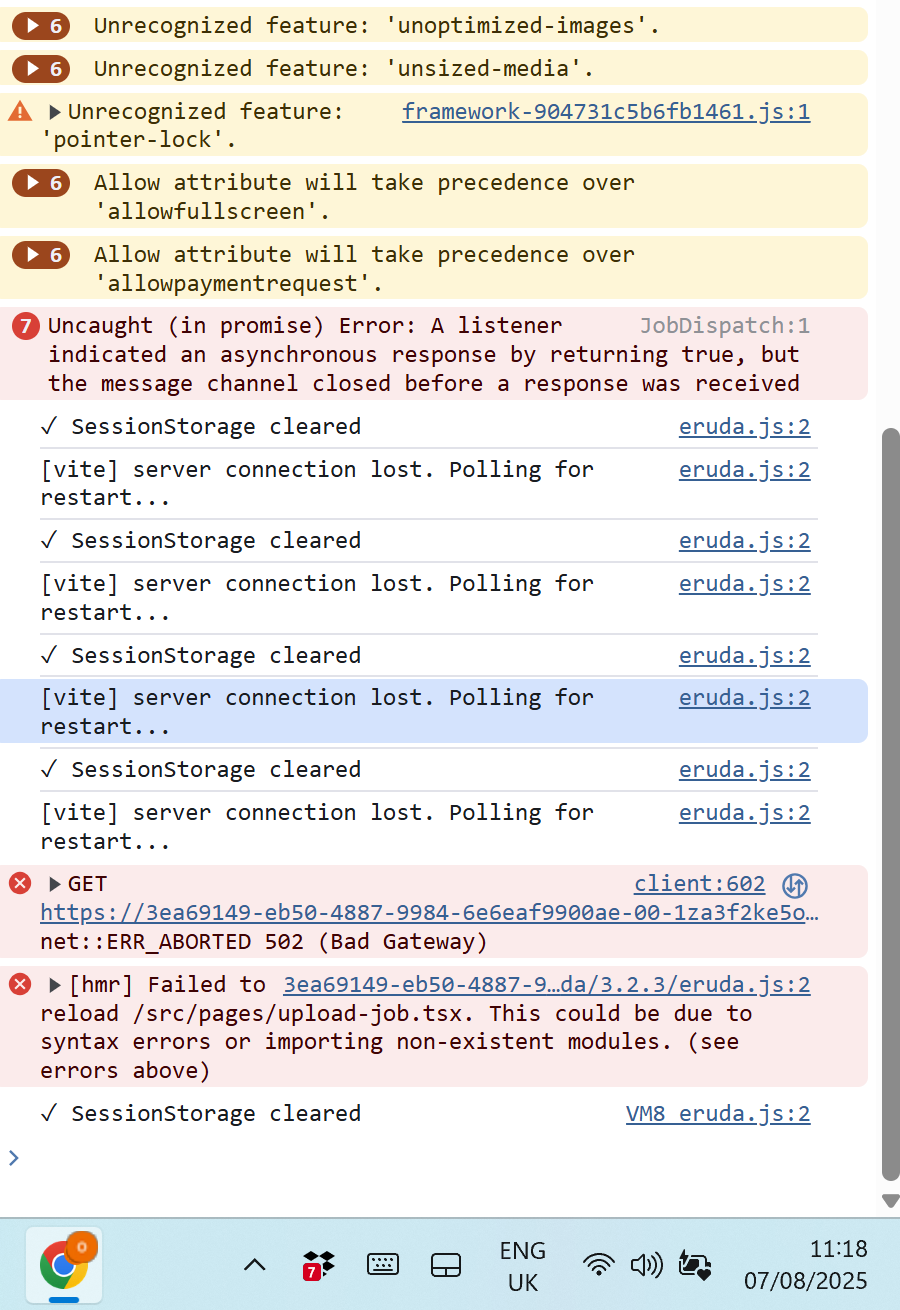 6 Unrecognized feature: 'unoptimized-images'.
6 Unrecognized feature: 'unsized-media'.
Unrecognized feature: framework-904731c5b6fb1461.js:1
'pointer-lock'.
6 Allow attribute will take precedence over
'allowfullscreen'.
6 Allow attribute will take precedence over
'allowpaymentrequest'.
7 Uncaught (in promise) Error: A listener JobDispatch:1
indicated an asynchronous response by returning true, but
the message channel closed before a response was received
✓ SessionStorage cleared eruda.js:2
[vite] server connection lost. Polling for eruda.js:2
restart...
✓ SessionStorage cleared eruda.js:2
[vite] server connection lost. Polling for eruda.js:2
restart...
✓ SessionStorage cleared eruda.js:2
[vite] server connection lost. Polling for eruda.js:2
restart...
✓ SessionStorage cleared eruda.js:2
[vite] server connection lost. Polling for eruda.js:2
restart...
GET client:602
https://3ea69149-eb50-4887-9984-6e6eaf9900ae-00-1za3f2ke5o…
net::ERR_ABORTED 502 (Bad Gateway)
[hmr] Failed to 3ea69149-eb50-4887-9…da/3.2.3/eruda.js:2
reload /src/pages/upload-job.tsx. This could be due to
syntax errors or importing non-existent modules. (see
errors above)
✓ SessionStorage cleared VM8 eruda.js:2
7
ENG
UK
11:18
07/08/2025